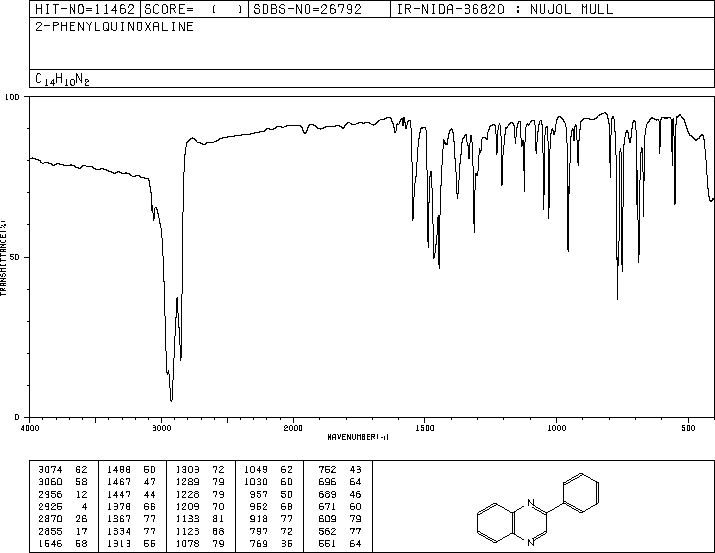 HIT-NO=11462 SCORE= ( ) SDBS-NO=26792 IR-NIDA-36820 : NUJOL MULL
2-PHENYLQUINOXALINE
C14H10N2
100
50
0
TRANSMITTANCE(%)
4000 3000 2000 1500 1000 500
WAVENUMBER(-1)
3074 62 1488 50 1303 72 1049 62 752 43
3060 58 1467 47 1289 79 1030 60 696 64
2956 12 1447 44 1228 79 957 50 689 46
2925 4 1378 66 1209 70 952 68 671 60
2870 26 1367 77 1133 81 918 77 609 79
2855 17 1334 77 1123 68 797 72 562 77
1546 58 1313 55 1078 79 769 36 551 64
N
N